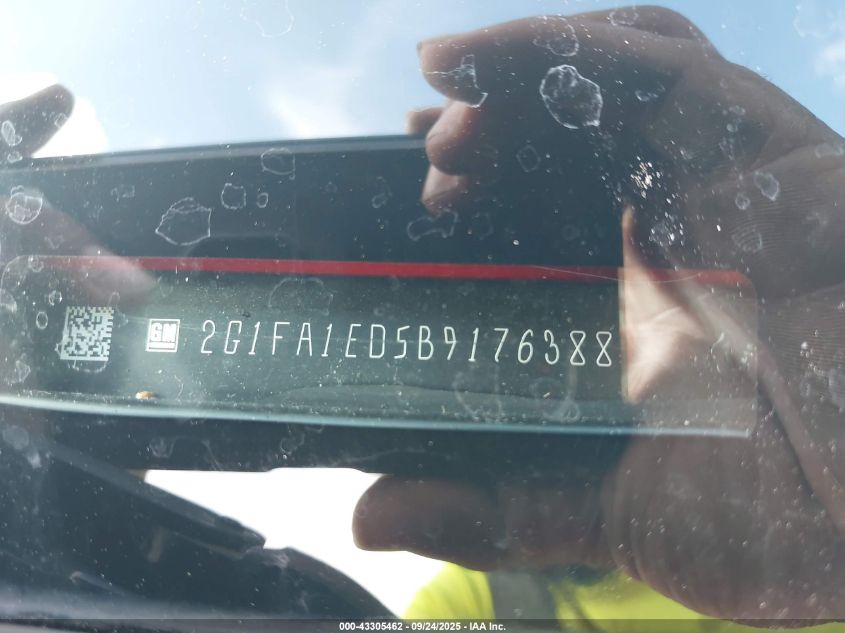 GM 2G1FA1ED5B9176388
000-43305462 - 09/24/2025 - IAA Inc.